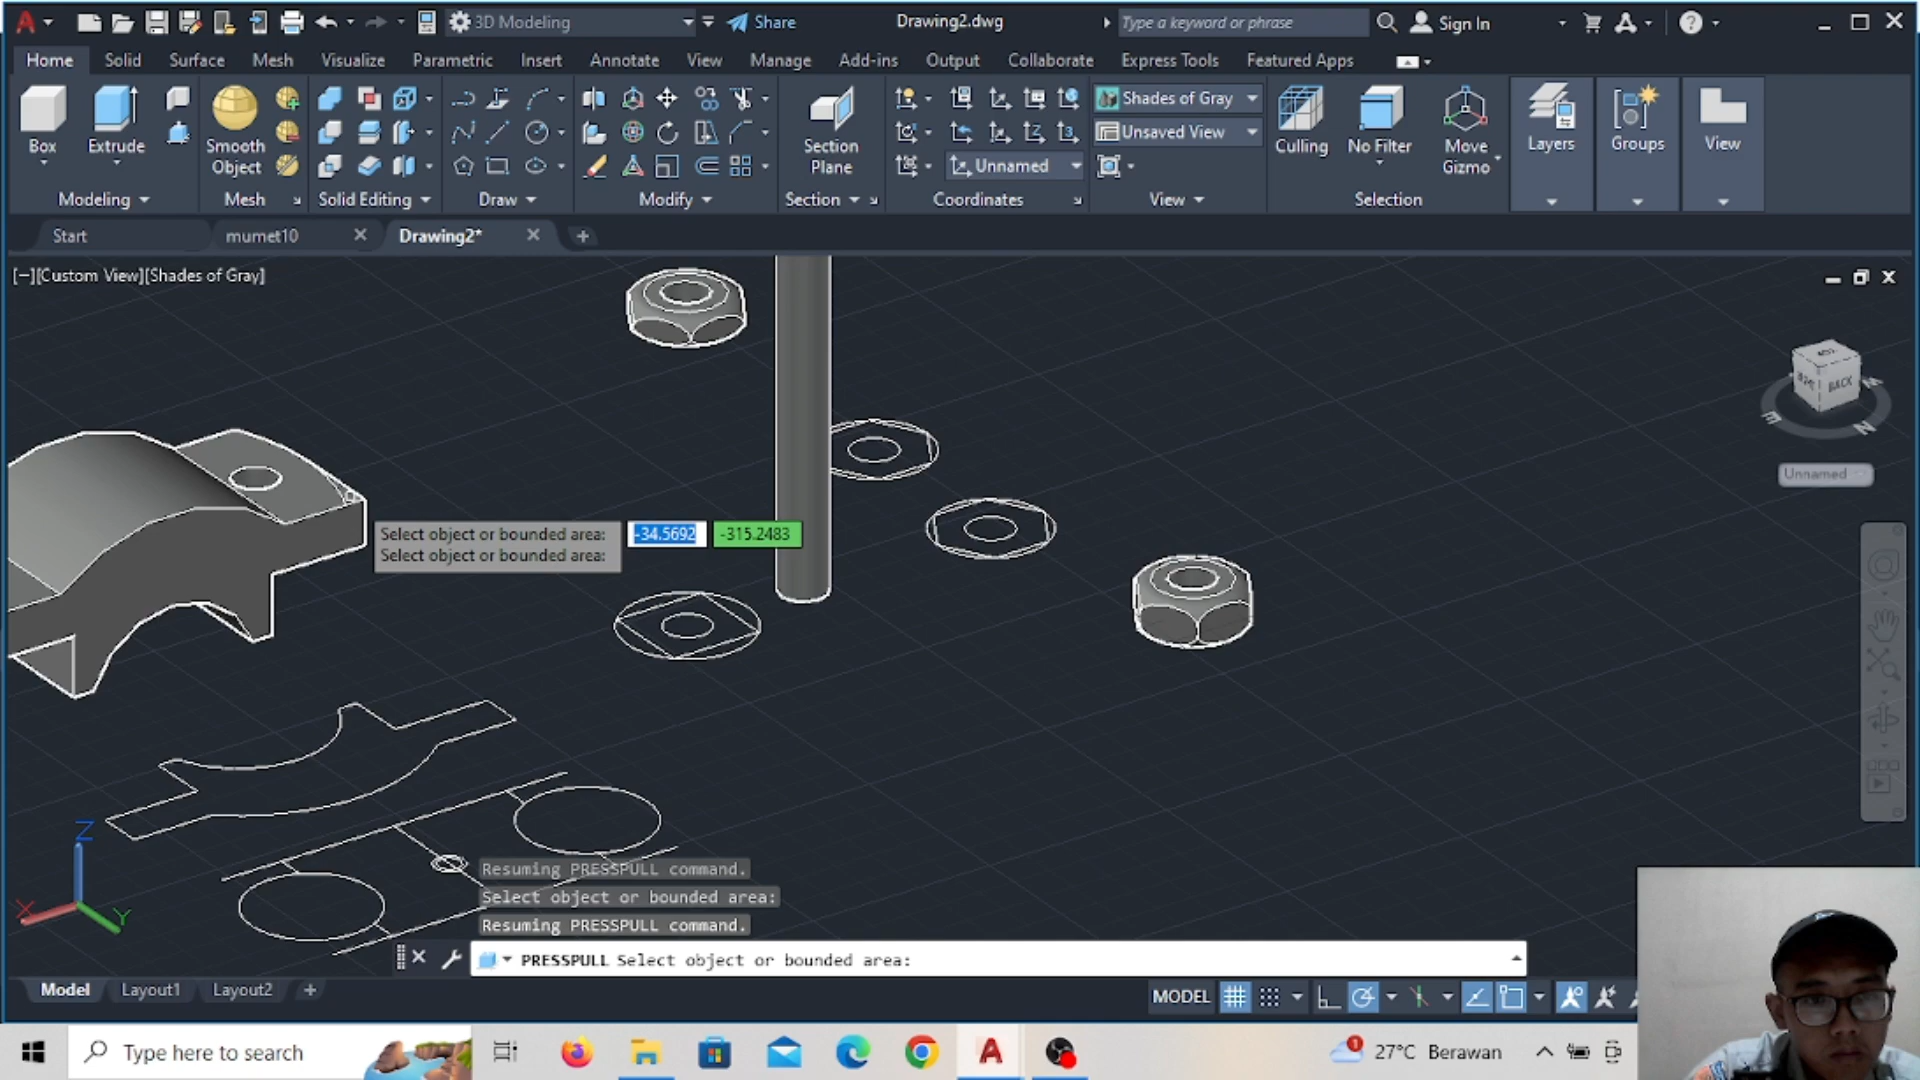 3D Modeling
Share
Drawing2.dwg
Type a keyword or phrase
Sign In
Home
Solid
Surface
Mesh
Visualize
Parametric
Insert
Annotate
View
Manage
Add-ins
Output
Collaborate
Express Tools
Featured Apps
Box
Extrude
Smooth
Object
Section
Plane
Shades of Gray
Unsaved View
Unnamed
Culling
No Filter
Move
Gizmo
Layers
Groups
View
Modeling
Mesh
Solid Editing
Draw
Modify
Section
Coordinates
View
Selection
Start
mumet10
Drawing2*
[−][Custom View][Shades of Gray]
BACK
Unnamed
Select object or bounded area:
-34.5692
-315.2483
Select object or bounded area:
Z
X
Y
Resuming PRESSPULL command.
Select object or bounded area:
Resuming PRESSPULL command.
PRESSPULL Select object or bounded area:
Model
Layout1
Layout2
MODEL
Type here to search
27°C Berawan